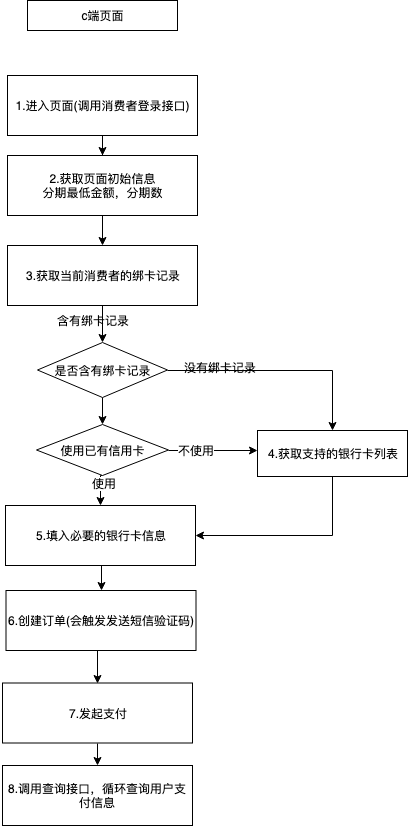 c端页面
1.进入页面(调用消费者登录接口)
2.获取页面初始信息
分期最低金额，分期数
3.获取当前消费者的绑卡记录
含有绑卡记录
是否含有绑卡记录
没有绑卡记录
使用已有信用卡
不使用
4.获取支持的银行卡列表
使用
5.填入必要的银行卡信息
6.创建订单(会触发发送短信验证码)
7.发起支付
8.调用查询接口，循环查询用户支
付信息